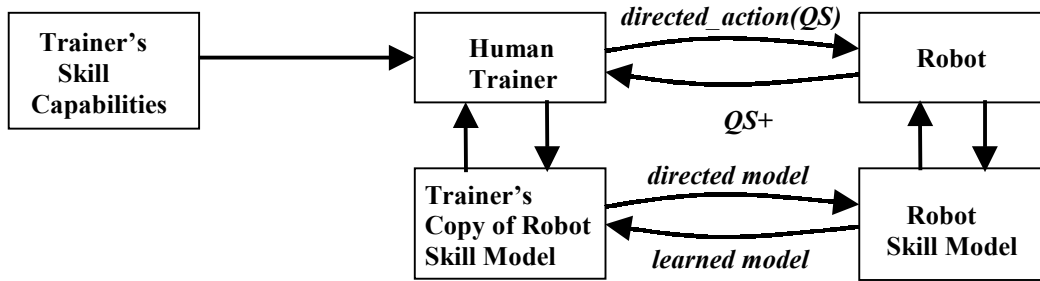 Trainer's
Skill
Capabilities
Human
Trainer
directed_action(QS)
Robot
QS+
Trainer's
Copy of Robot
Skill Model
directed model
learned model
Robot
Skill Model